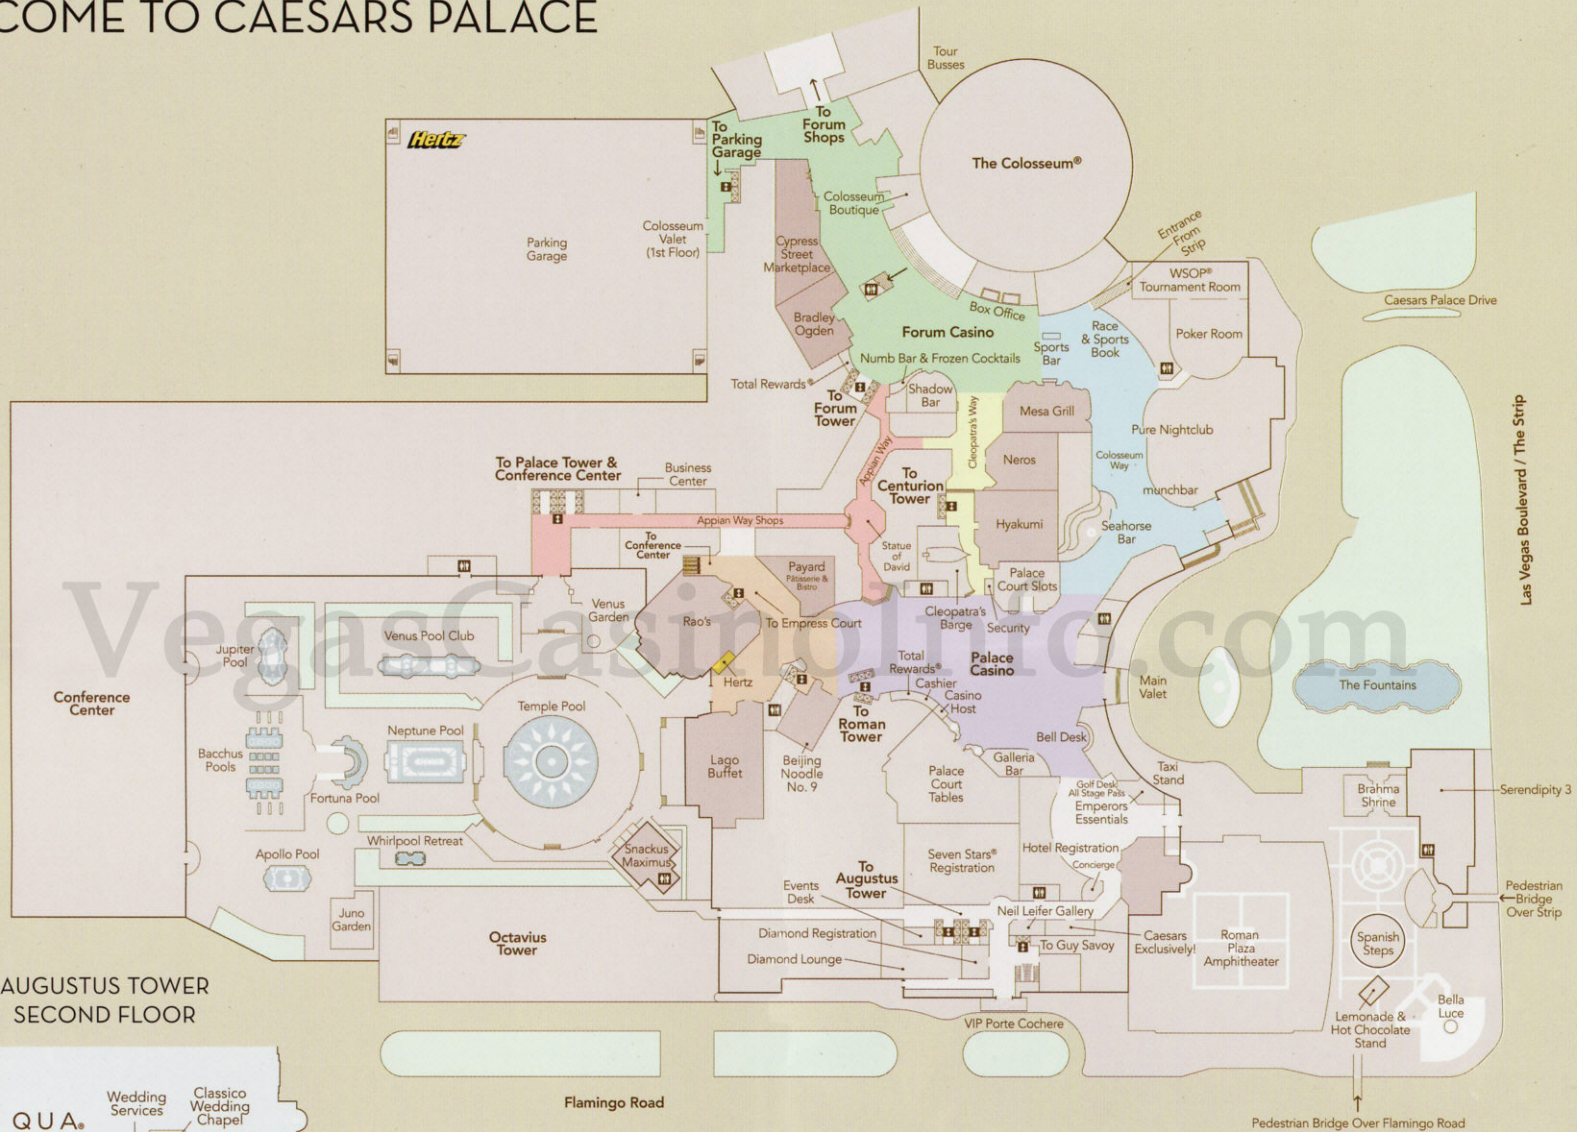 COME TO CAESARS PALACE
Tour
Busses
Hertz
To
Parking
Garage
To
Forum
Shops
The Colosseum®
Colosseum
Boutique
Colosseum
Valet
(1st Floor)
Parking
Garage
Cypress
Street
Marketplace
Entrance
From
Strip
WSOP®
Tournament Room
Caesars Palace Drive
Bradley
Ogden
Box Office
Forum Casino
Sports
Bar
Race
& Sports
Book
Poker Room
Numb Bar & Frozen Cocktails
Total Rewards®
To
Forum
Tower
Shadow
Bar
Cleopatra's Way
Mesa Grill
Pure Nightclub
Las Vegas Boulevard / The Strip
To Palace Tower &
Conference Center
Business
Center
Appian Way
To
Centurion
Tower
Neros
Colosseum
Way
munchbar
Appian Way Shops
Hyakumi
Seahorse
Bar
To
Conference
Center
Statue
of
David
Payard
Pâtisserie &
Bistro
Palace
Court Slots
VegasCasinoInfo.com
Venus
Garden
Rao's
To Empress Court
Cleopatra's
Barge
Security
Venus Pool Club
Jupiter
Pool
Total
Rewards®
Palace
Casino
Cashier
Casino
Host
Hertz
Main
Valet
The Fountains
Conference
Center
Temple Pool
Neptune Pool
To
Roman
Tower
Bell Desk
Bacchus
Pools
Lago
Buffet
Beijing
Noodle
No. 9
Galleria
Bar
Palace
Court
Tables
Taxi
Stand
Golf Desk
All Stage Pass
Emperors
Essentials
Brahma
Shrine
Serendipity 3
Fortuna Pool
Whirlpool Retreat
Apollo Pool
Snackus
Maximus
Hotel Registration
Seven Stars®
Registration
Concierge
To
Augustus
Tower
Events
Desk
Neil Leifer Gallery
Pedestrian
Bridge
Over Strip
Juno
Garden
Octavius
Tower
Diamond Registration
To Guy Savoy
Caesars
Exclusively!
Roman
Plaza
Amphitheater
Spanish
Steps
Diamond Lounge
AUGUSTUS TOWER
SECOND FLOOR
VIP Porte Cochere
Lemonade &
Hot Chocolate
Stand
Bella
Luce
Flamingo Road
Wedding
Services
Classico
Wedding
Chapel
QUA®
Pedestrian Bridge Over Flamingo Road